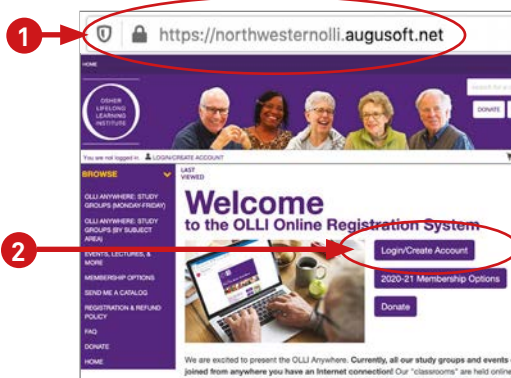 1
https://northwesternolli.augusoft.net
HOME
OSHER
LIFELONG
LEARNING
INSTITUTE
search for a
DONATE
You are not logged in. LOGIN/CREATE ACCOUNT
BROWSE
LAST
VIEWED
OLLI ANYWHERE: STUDY
GROUPS (MONDAY-FRIDAY)
OLLI ANYWHERE: STUDY
GROUPS (BY SUBJECT
AREA)
EVENTS, LECTURES, &
MORE
MEMBERSHIP OPTIONS
SEND ME A CATALOG
REGISTRATION & REFUND
POLICY
FAQ
DONATE
HOME
Welcome
to the OLLI Online Registration System
2
Login/Create Account
2020-21 Membership Options
Donate
We are excited to present the OLLI Anywhere. Currently, all our study groups and events
joined from anywhere you have an Internet connection! Our "classrooms" are held online